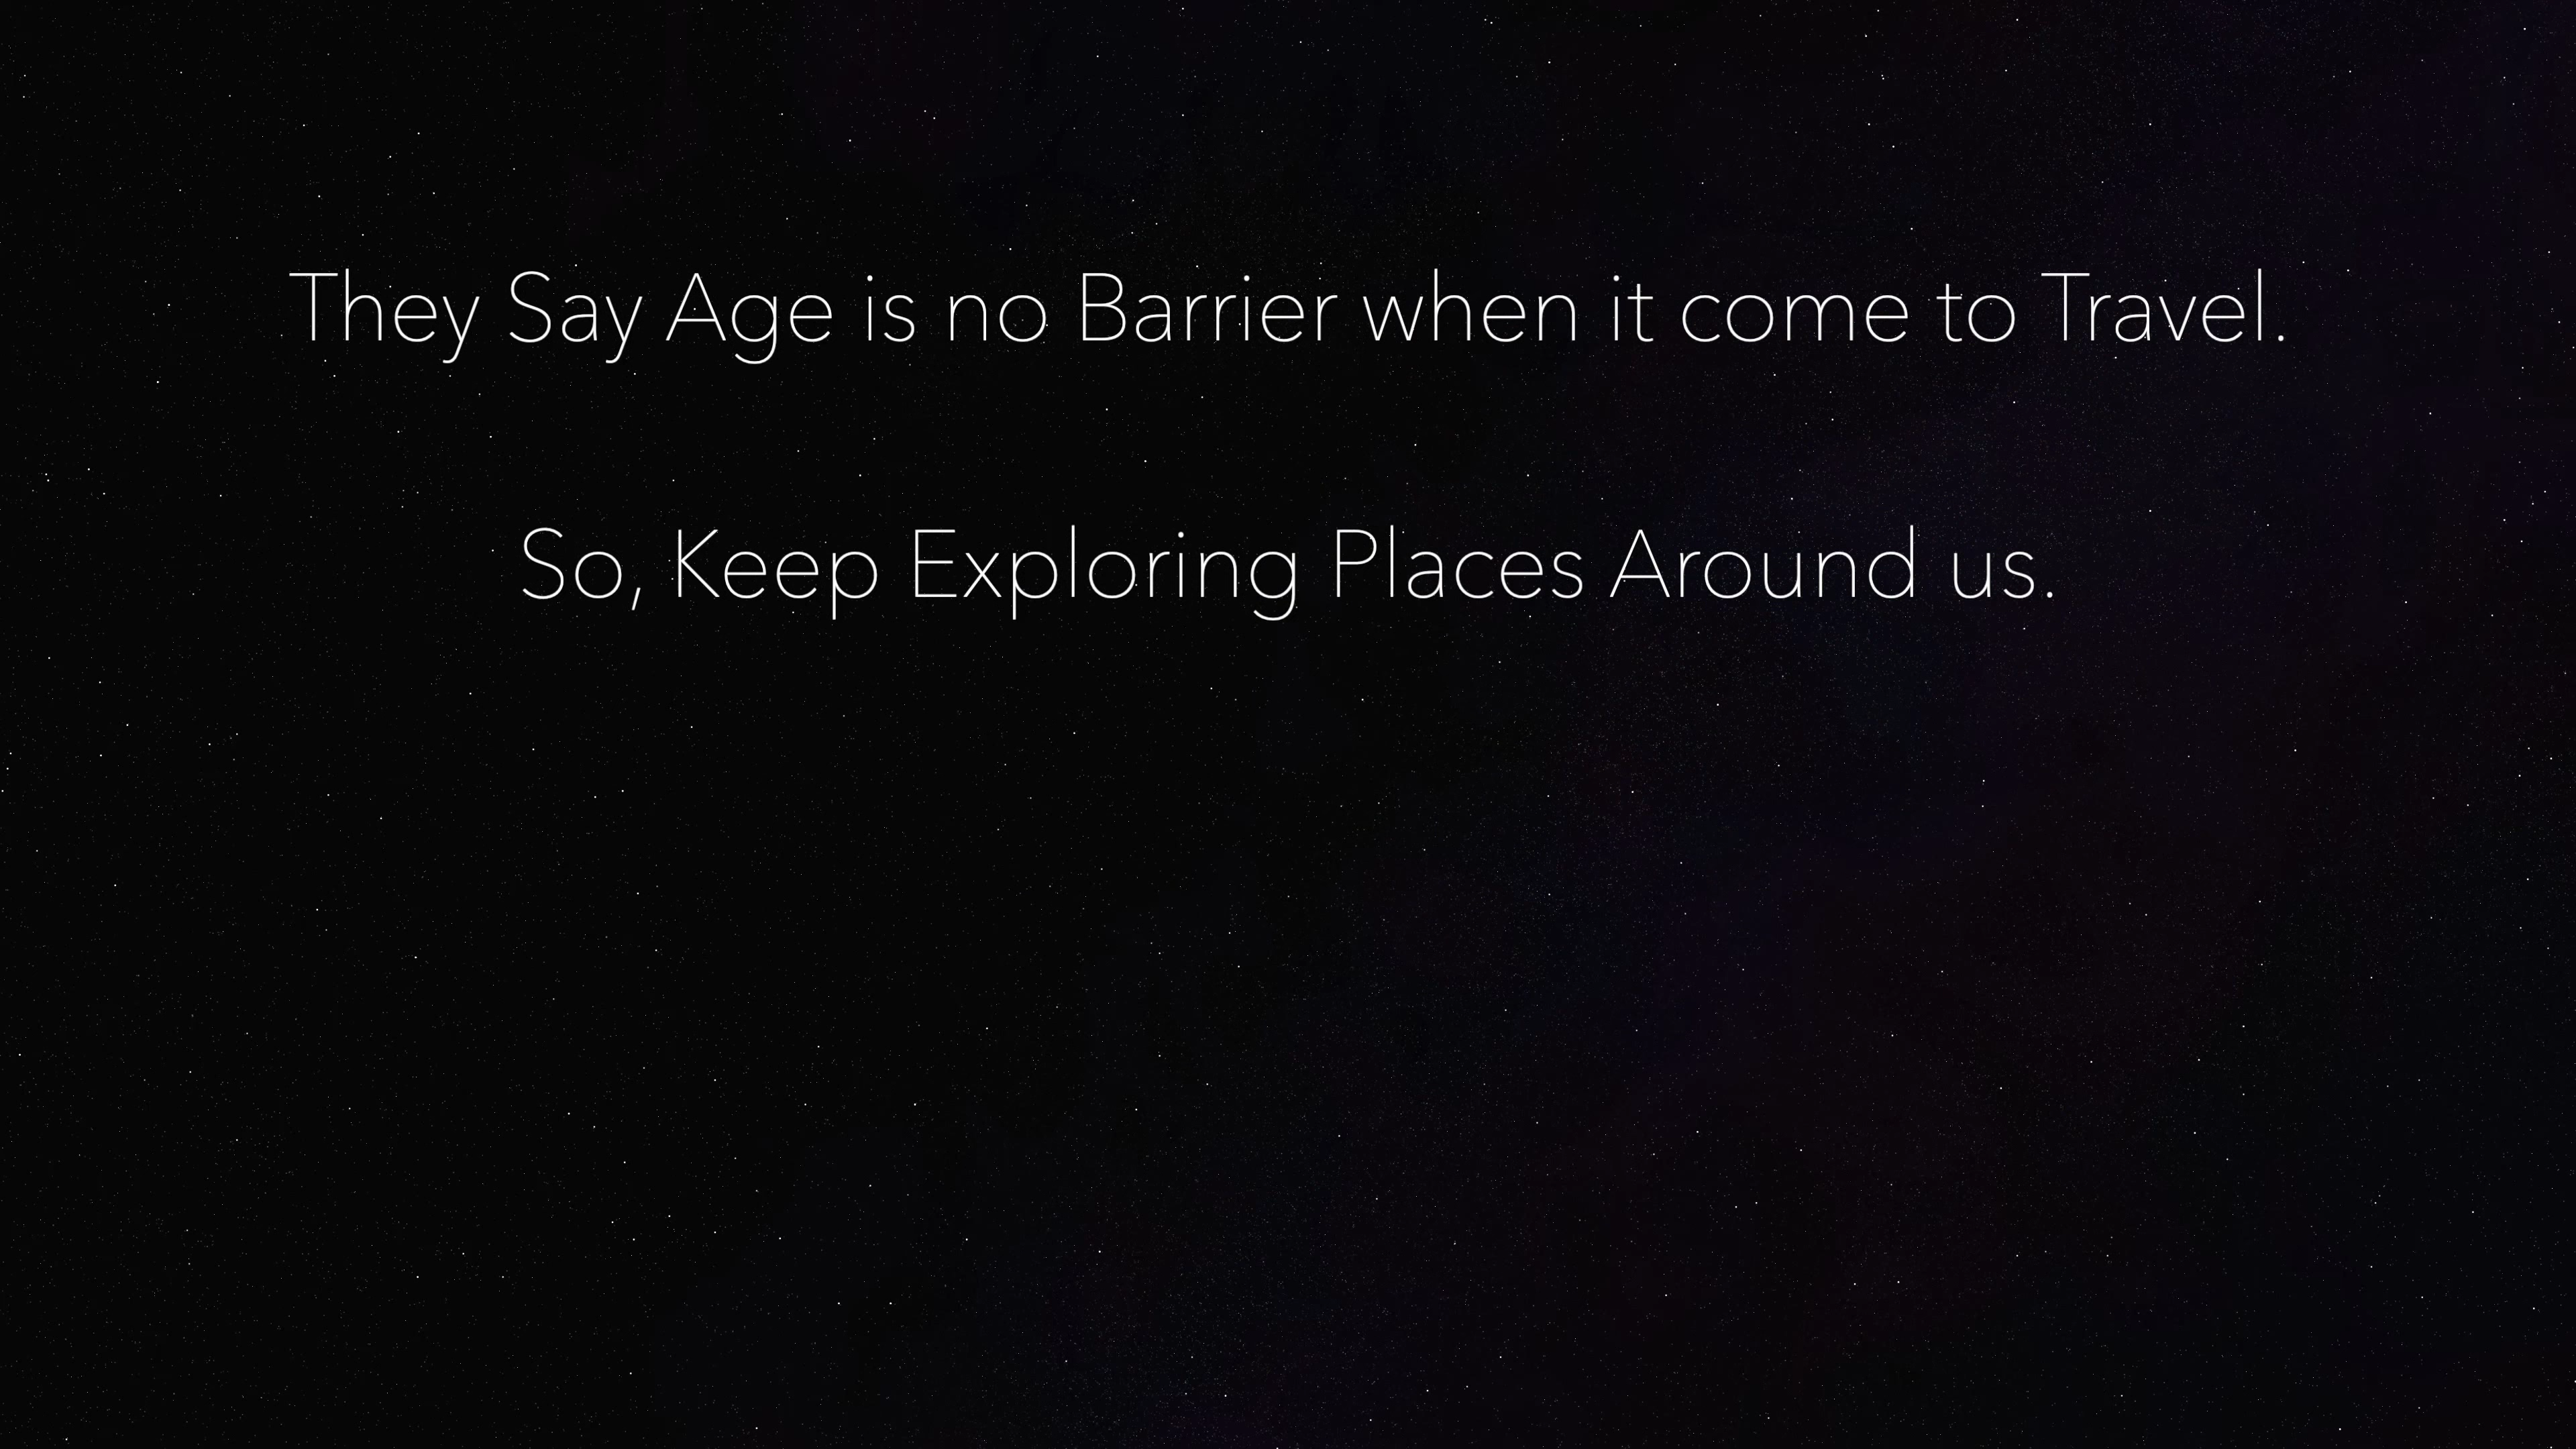 They Say Age is no Barrier when it come to Travel.
So, Keep Exploring Places Around us.